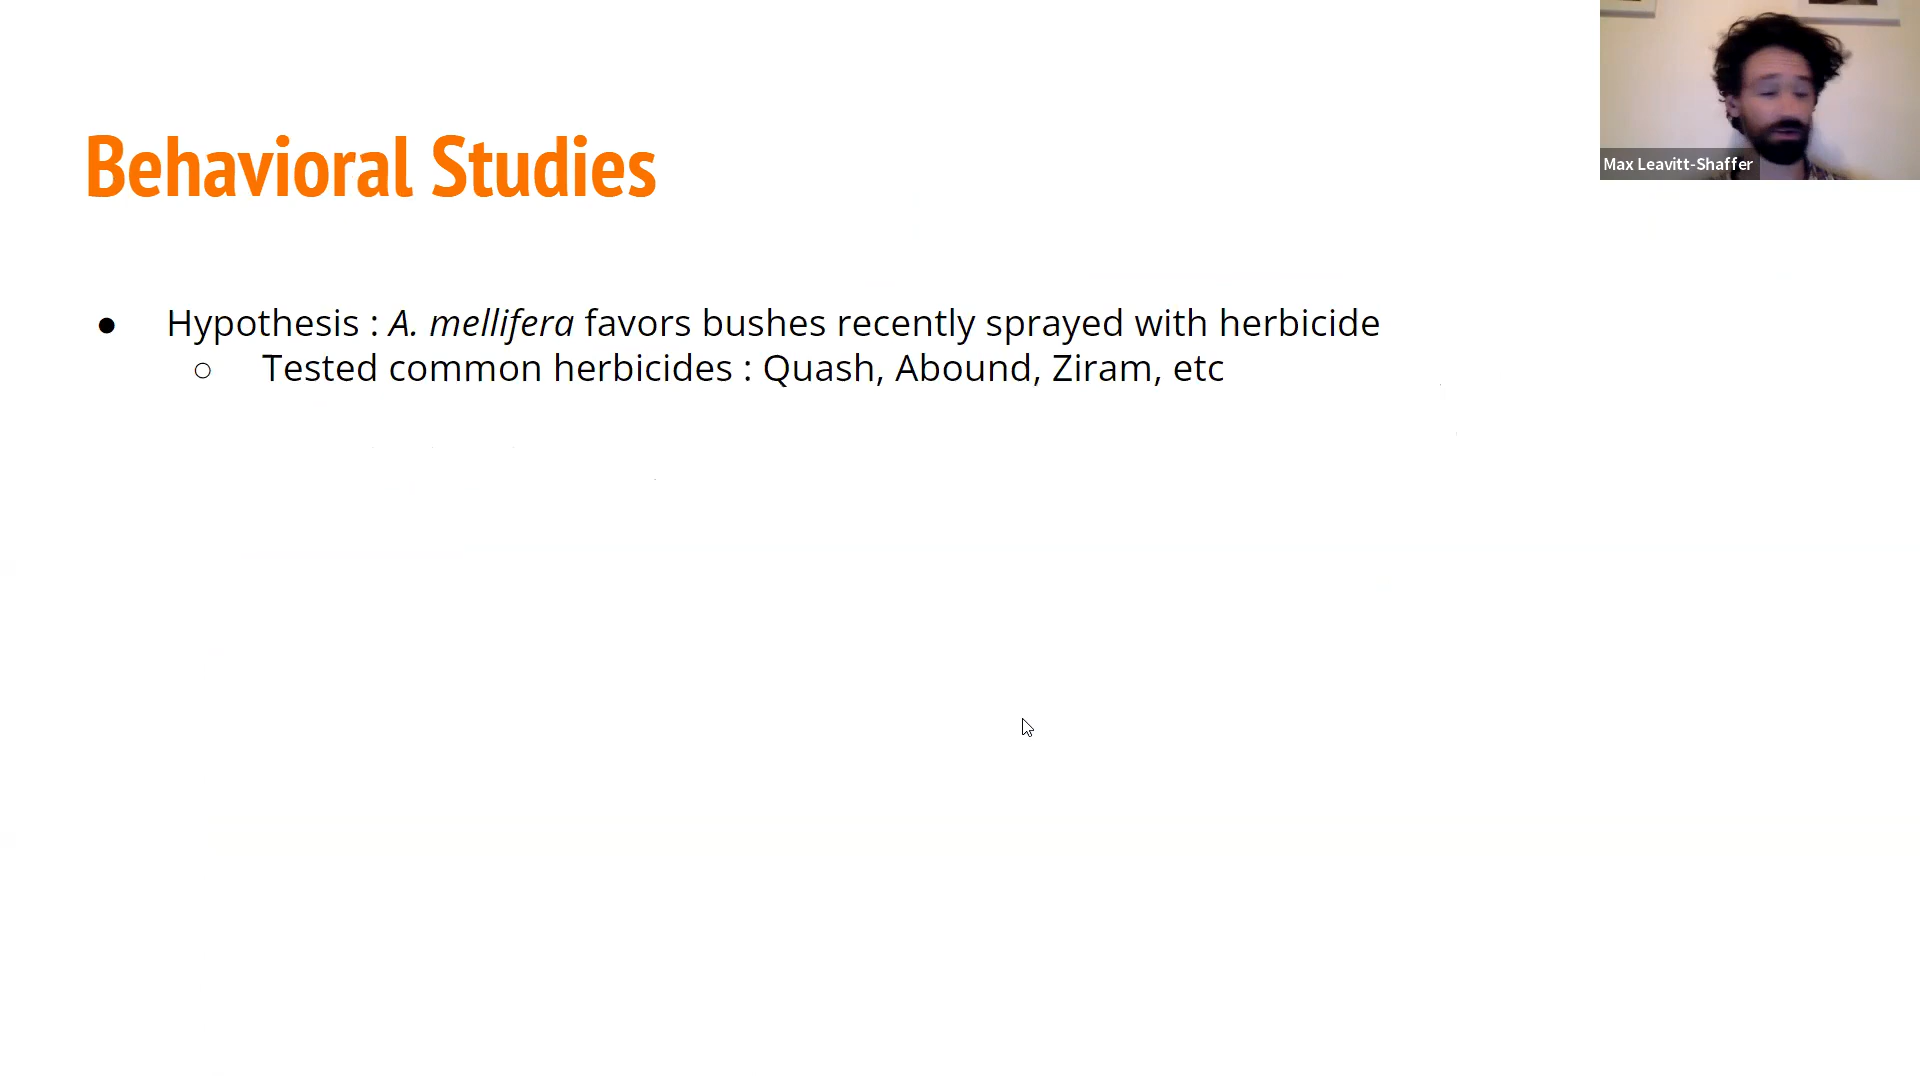 Behavioral Studies
Max Leavitt-Shaffer
● Hypothesis : A. mellifera favors bushes recently sprayed with herbicide
○ Tested common herbicides : Quash, Abound, Ziram, etc